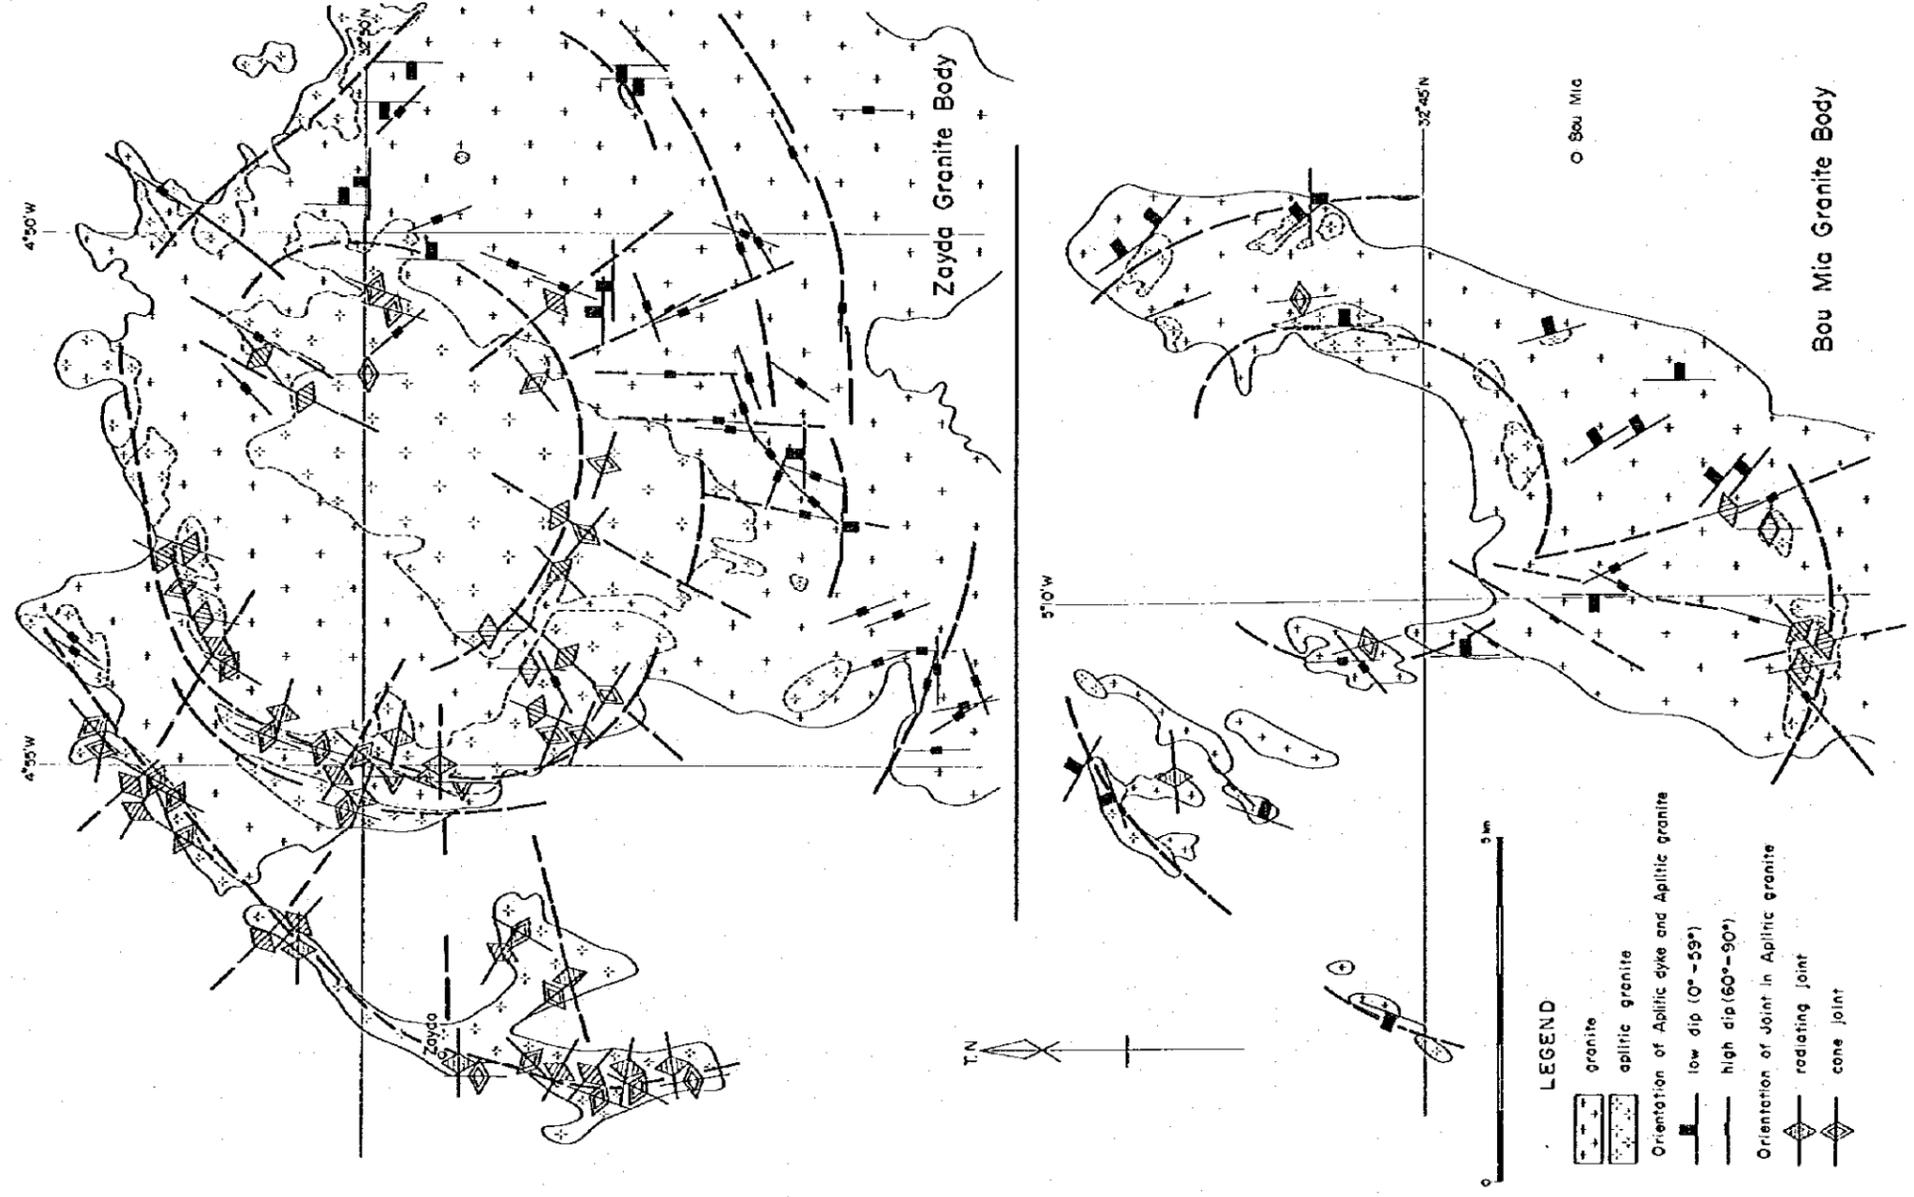 4°50'W
4°55'W
32°50'N
Zayda
Zayda Granite Body
T.N
5°10'W
32°45'N
Bou Mia
Bou Mia Granite Body
0
5 km
LEGEND
granite
aplitic granite
Orientation of Aplitic dyke and Aplitic granite
low dip (0°-59°)
high dip (60°-90°)
Orientation of Joint in Aplitic granite
radiating joint
cone joint